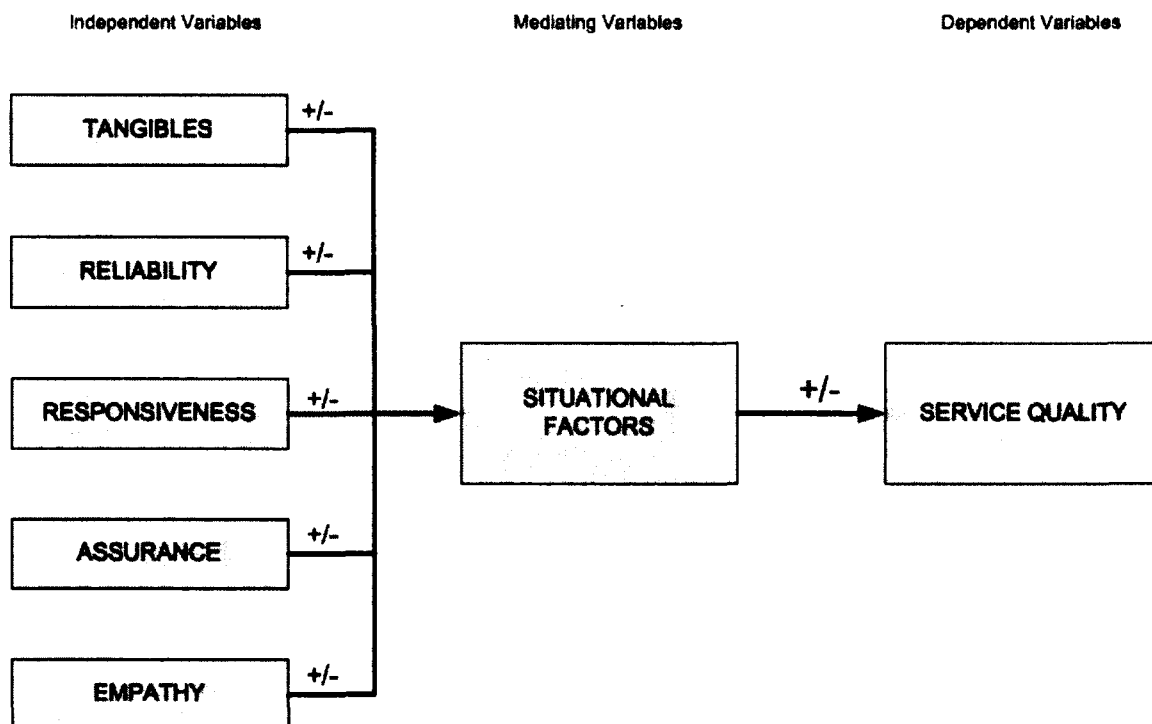 Independent Variables
Mediating Variables
Dependent Variables
TANGIBLES
+/-
RELIABILITY
+/-
RESPONSIVENESS
+/-
SITUATIONAL
FACTORS
+/-
SERVICE QUALITY
ASSURANCE
+/-
EMPATHY
+/-